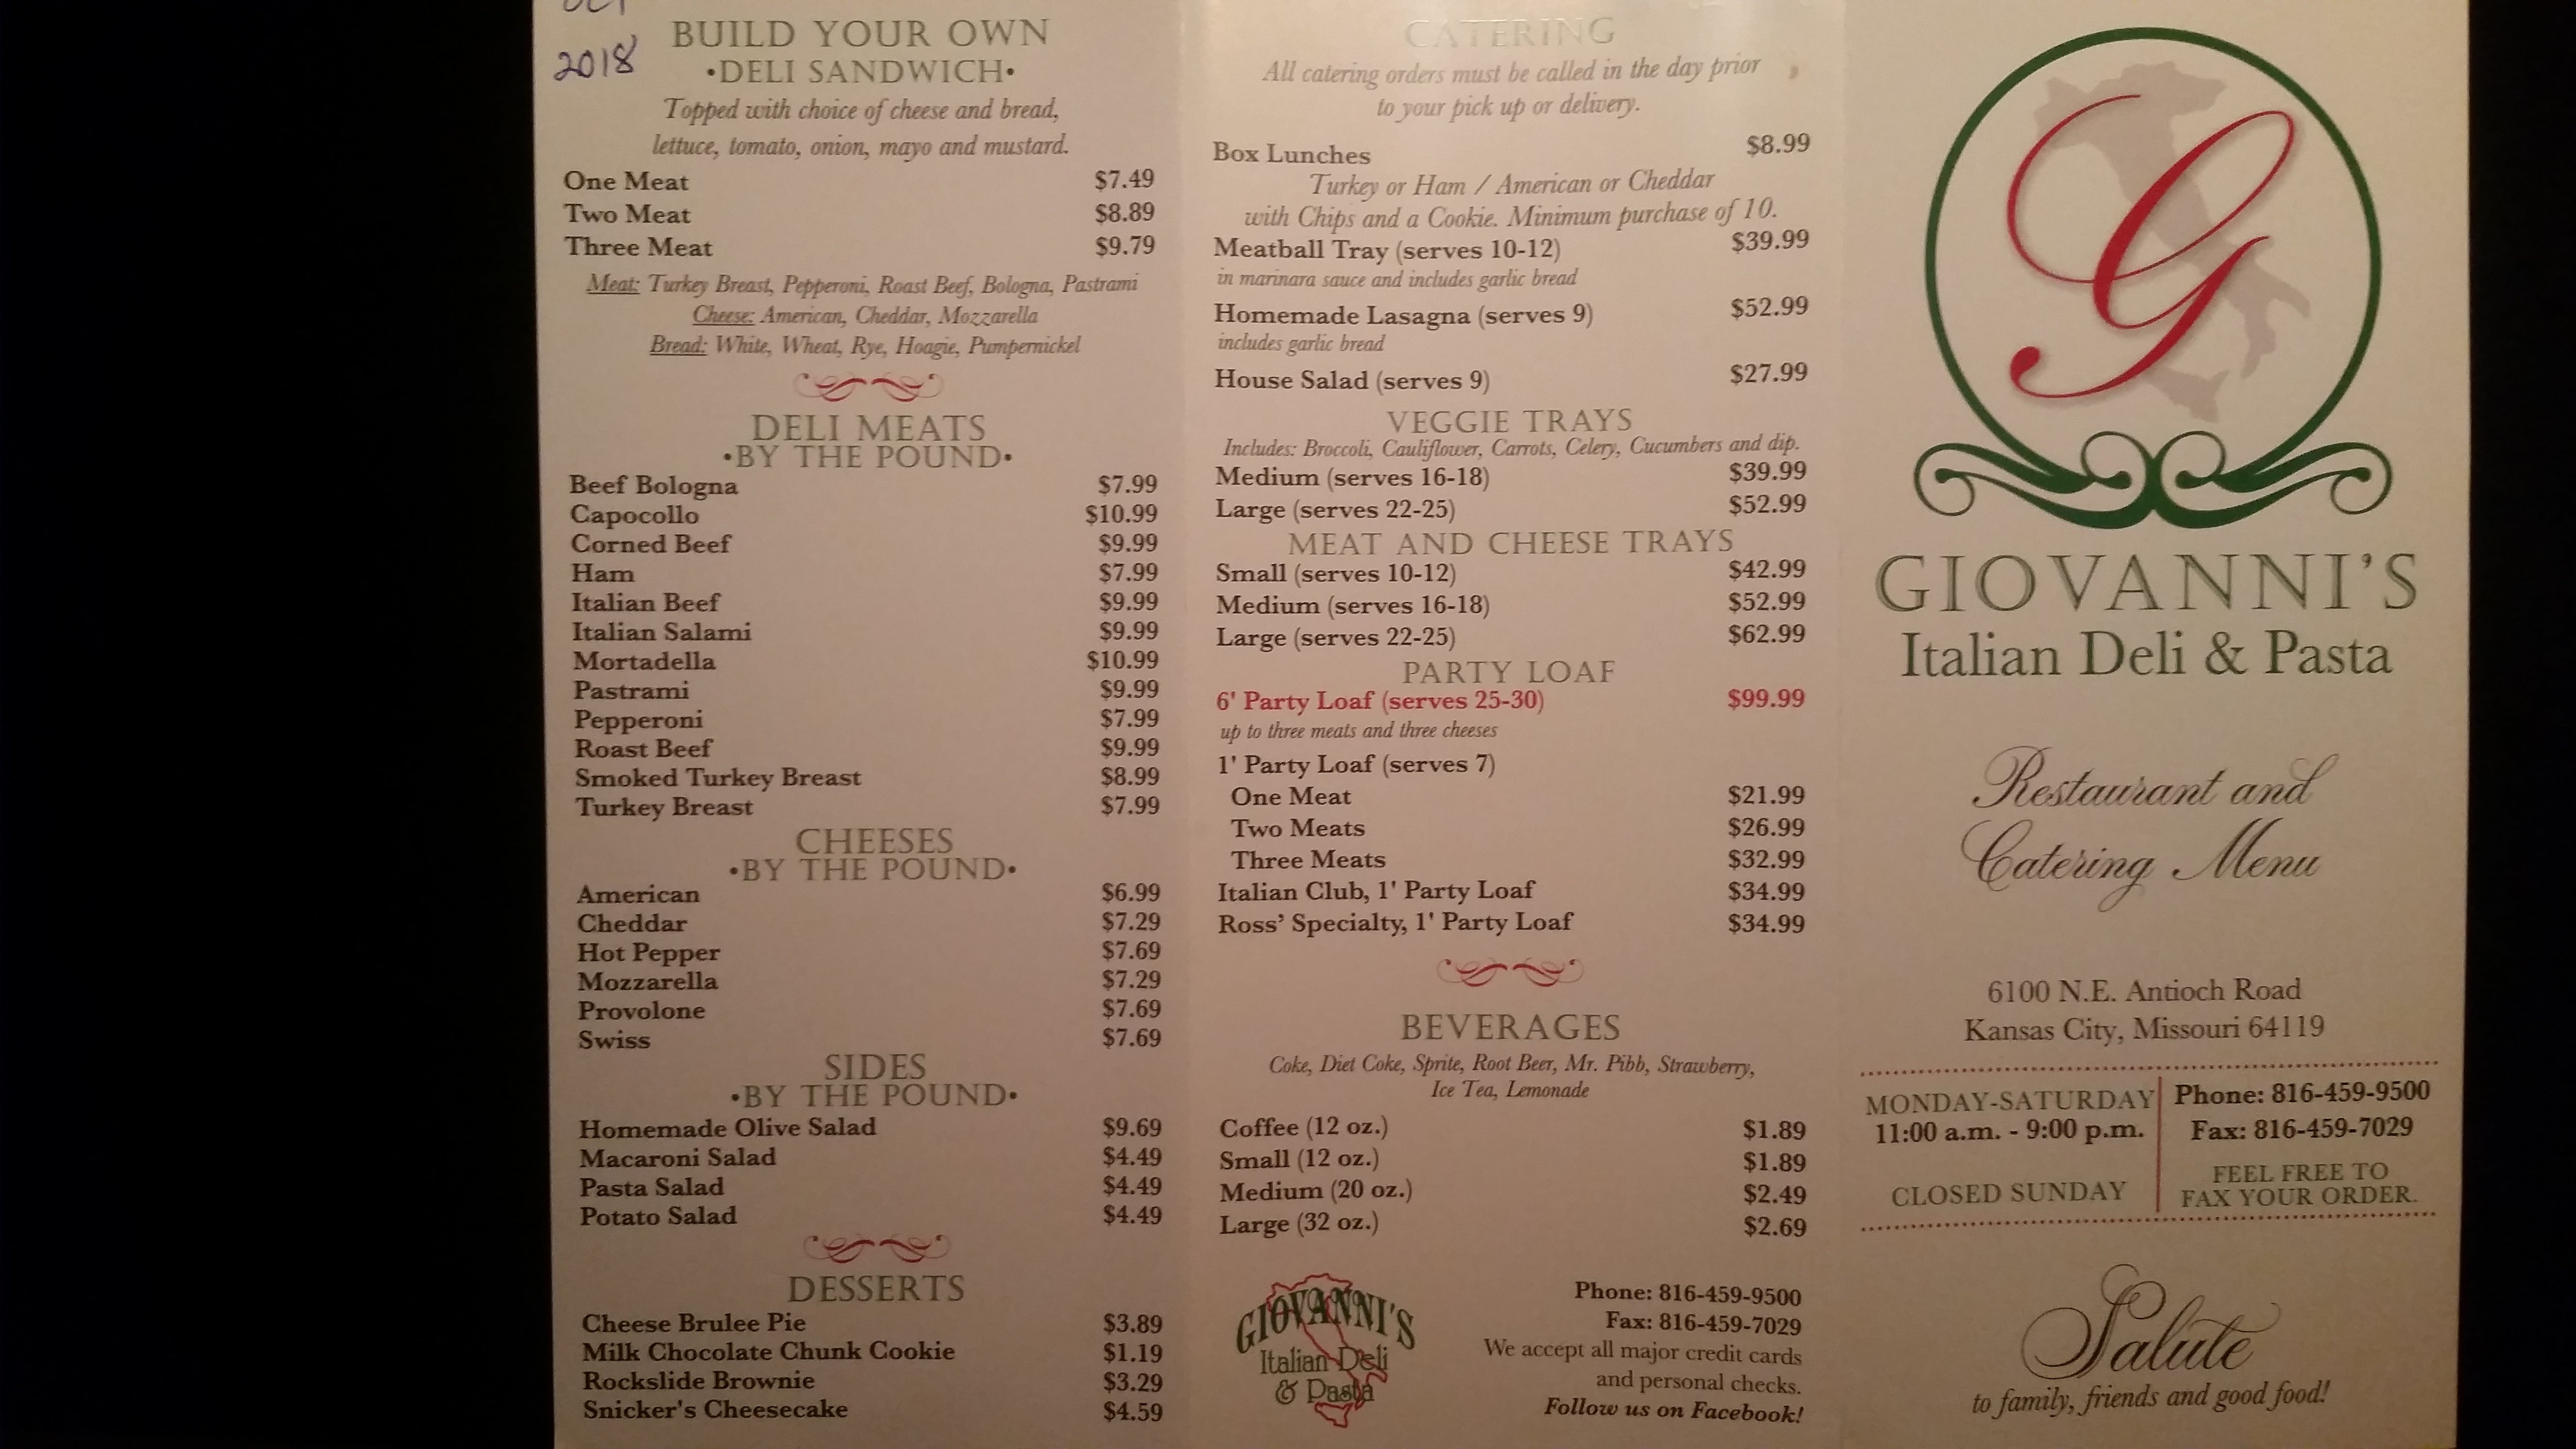 2018
BUILD YOUR OWN
•DELI SANDWICH•
Topped with choice of cheese and bread,
lettuce, tomato, onion, mayo and mustard.
One Meat $7.49
Two Meat $8.89
Three Meat $9.79
Meat: Turkey Breast, Pepperoni, Roast Beef, Bologna, Pastrami
Cheese: American, Cheddar, Mozzarella
Bread: White, Wheat, Rye, Hoagie, Pumpernickel
DELI MEATS
•BY THE POUND•
Beef Bologna $7.99
Capocollo $10.99
Corned Beef $9.99
Ham $7.99
Italian Beef $9.99
Italian Salami $9.99
Mortadella $10.99
Pastrami $9.99
Pepperoni $7.99
Roast Beef $9.99
Smoked Turkey Breast $8.99
Turkey Breast $7.99
CHEESES
•BY THE POUND•
American $6.99
Cheddar $7.29
Hot Pepper $7.69
Mozzarella $7.29
Provolone $7.69
Swiss $7.69
SIDES
•BY THE POUND•
Homemade Olive Salad $9.69
Macaroni Salad $4.49
Pasta Salad $4.49
Potato Salad $4.49
DESSERTS
Cheese Brulee Pie $3.89
Milk Chocolate Chunk Cookie $1.19
Rockslide Brownie $3.29
Snicker's Cheesecake $4.59
CATERING
All catering orders must be called in the day prior
to your pick up or delivery.
Box Lunches $8.99
Turkey or Ham / American or Cheddar
with Chips and a Cookie. Minimum purchase of 10.
Meatball Tray (serves 10-12) $39.99
in marinara sauce and includes garlic bread
Homemade Lasagna (serves 9) $52.99
includes garlic bread
House Salad (serves 9) $27.99
VEGGIE TRAYS
Includes: Broccoli, Cauliflower, Carrots, Celery, Cucumbers and dip.
Medium (serves 16-18) $39.99
Large (serves 22-25) $52.99
MEAT AND CHEESE TRAYS
Small (serves 10-12) $42.99
Medium (serves 16-18) $52.99
Large (serves 22-25) $62.99
PARTY LOAF
6' Party Loaf (serves 25-30) $99.99
up to three meats and three cheeses
1' Party Loaf (serves 7)
One Meat $21.99
Two Meats $26.99
Three Meats $32.99
Italian Club, 1' Party Loaf $34.99
Ross' Specialty, 1' Party Loaf $34.99
BEVERAGES
Coke, Diet Coke, Sprite, Root Beer, Mr. Pibb, Strawberry,
Ice Tea, Lemonade
Coffee (12 oz.) $1.89
Small (12 oz.) $1.89
Medium (20 oz.) $2.49
Large (32 oz.) $2.69
GIOVANNI'S
Italian Deli
& Pasta
Phone: 816-459-9500
Fax: 816-459-7029
We accept all major credit cards
and personal checks.
Follow us on Facebook!
G
GIOVANNI'S
Italian Deli & Pasta
Restaurant and
Catering Menu
6100 N.E. Antioch Road
Kansas City, Missouri 64119
MONDAY-SATURDAY
11:00 a.m. - 9:00 p.m.
CLOSED SUNDAY
Phone: 816-459-9500
Fax: 816-459-7029
FEEL FREE TO
FAX YOUR ORDER.
Salute
to family, friends and good food!